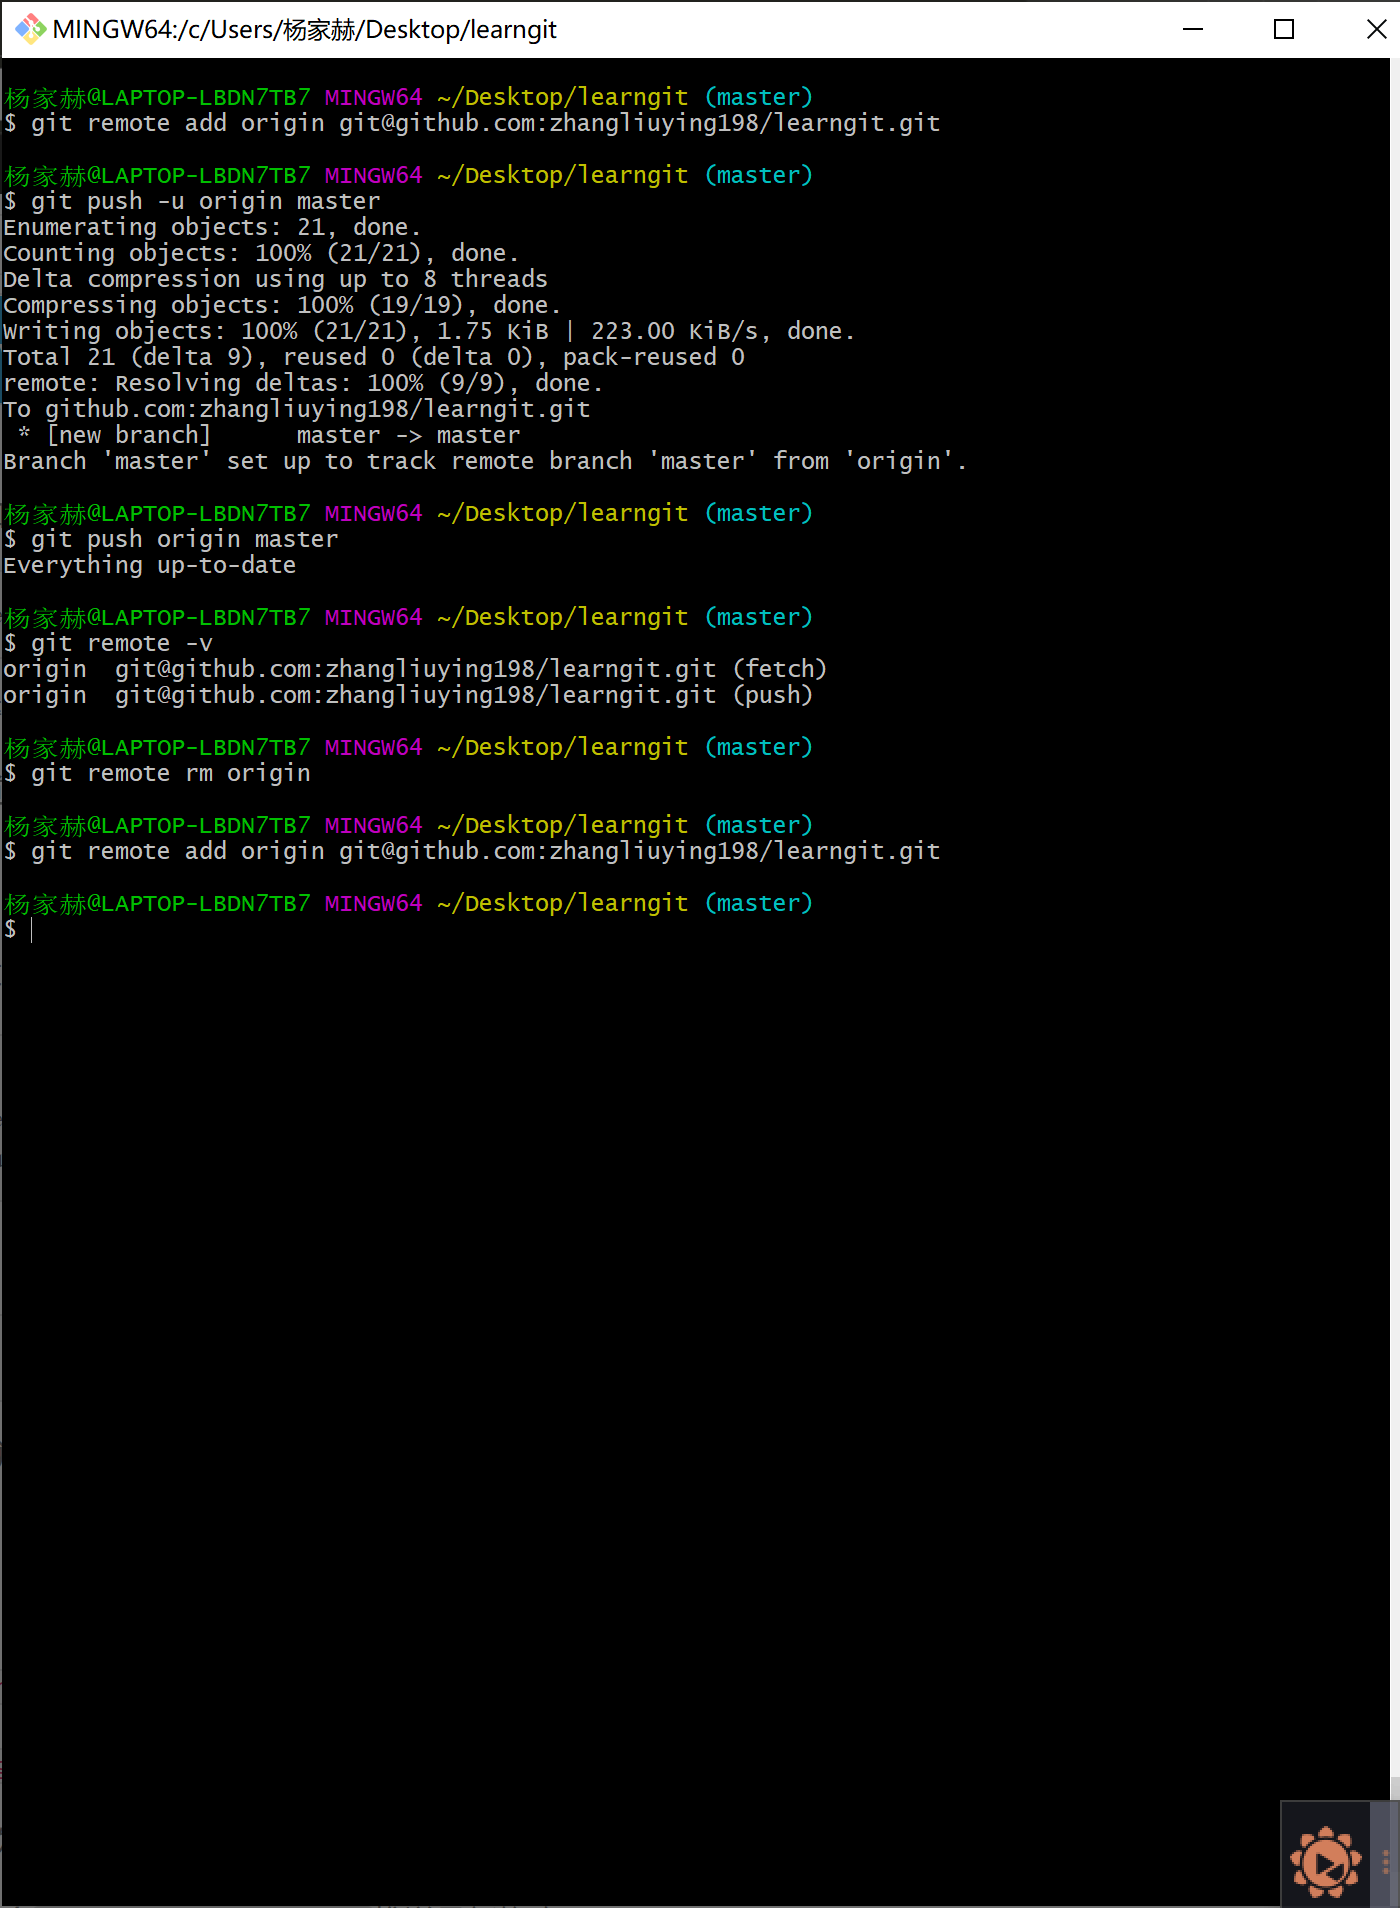 MINGW64:/c/Users/杨家赫/Desktop/learngit
杨家赫@LAPTOP-LBDN7TB7 MINGW64 ~/Desktop/learngit (master)
$ git remote add origin git@github.com:zhangliuying198/learngit.git
杨家赫@LAPTOP-LBDN7TB7 MINGW64 ~/Desktop/learngit (master)
$ git push -u origin master
Enumerating objects: 21, done.
Counting objects: 100% (21/21), done.
Delta compression using up to 8 threads
Compressing objects: 100% (19/19), done.
Writing objects: 100% (21/21), 1.75 KiB | 223.00 KiB/s, done.
Total 21 (delta 9), reused 0 (delta 0), pack-reused 0
remote: Resolving deltas: 100% (9/9), done.
To github.com:zhangliuying198/learngit.git
 * [new branch]      master -> master
Branch 'master' set up to track remote branch 'master' from 'origin'.
杨家赫@LAPTOP-LBDN7TB7 MINGW64 ~/Desktop/learngit (master)
$ git push origin master
Everything up-to-date
杨家赫@LAPTOP-LBDN7TB7 MINGW64 ~/Desktop/learngit (master)
$ git remote -v
origin  git@github.com:zhangliuying198/learngit.git (fetch)
origin  git@github.com:zhangliuying198/learngit.git (push)
杨家赫@LAPTOP-LBDN7TB7 MINGW64 ~/Desktop/learngit (master)
$ git remote rm origin
杨家赫@LAPTOP-LBDN7TB7 MINGW64 ~/Desktop/learngit (master)
$ git remote add origin git@github.com:zhangliuying198/learngit.git
杨家赫@LAPTOP-LBDN7TB7 MINGW64 ~/Desktop/learngit (master)
$